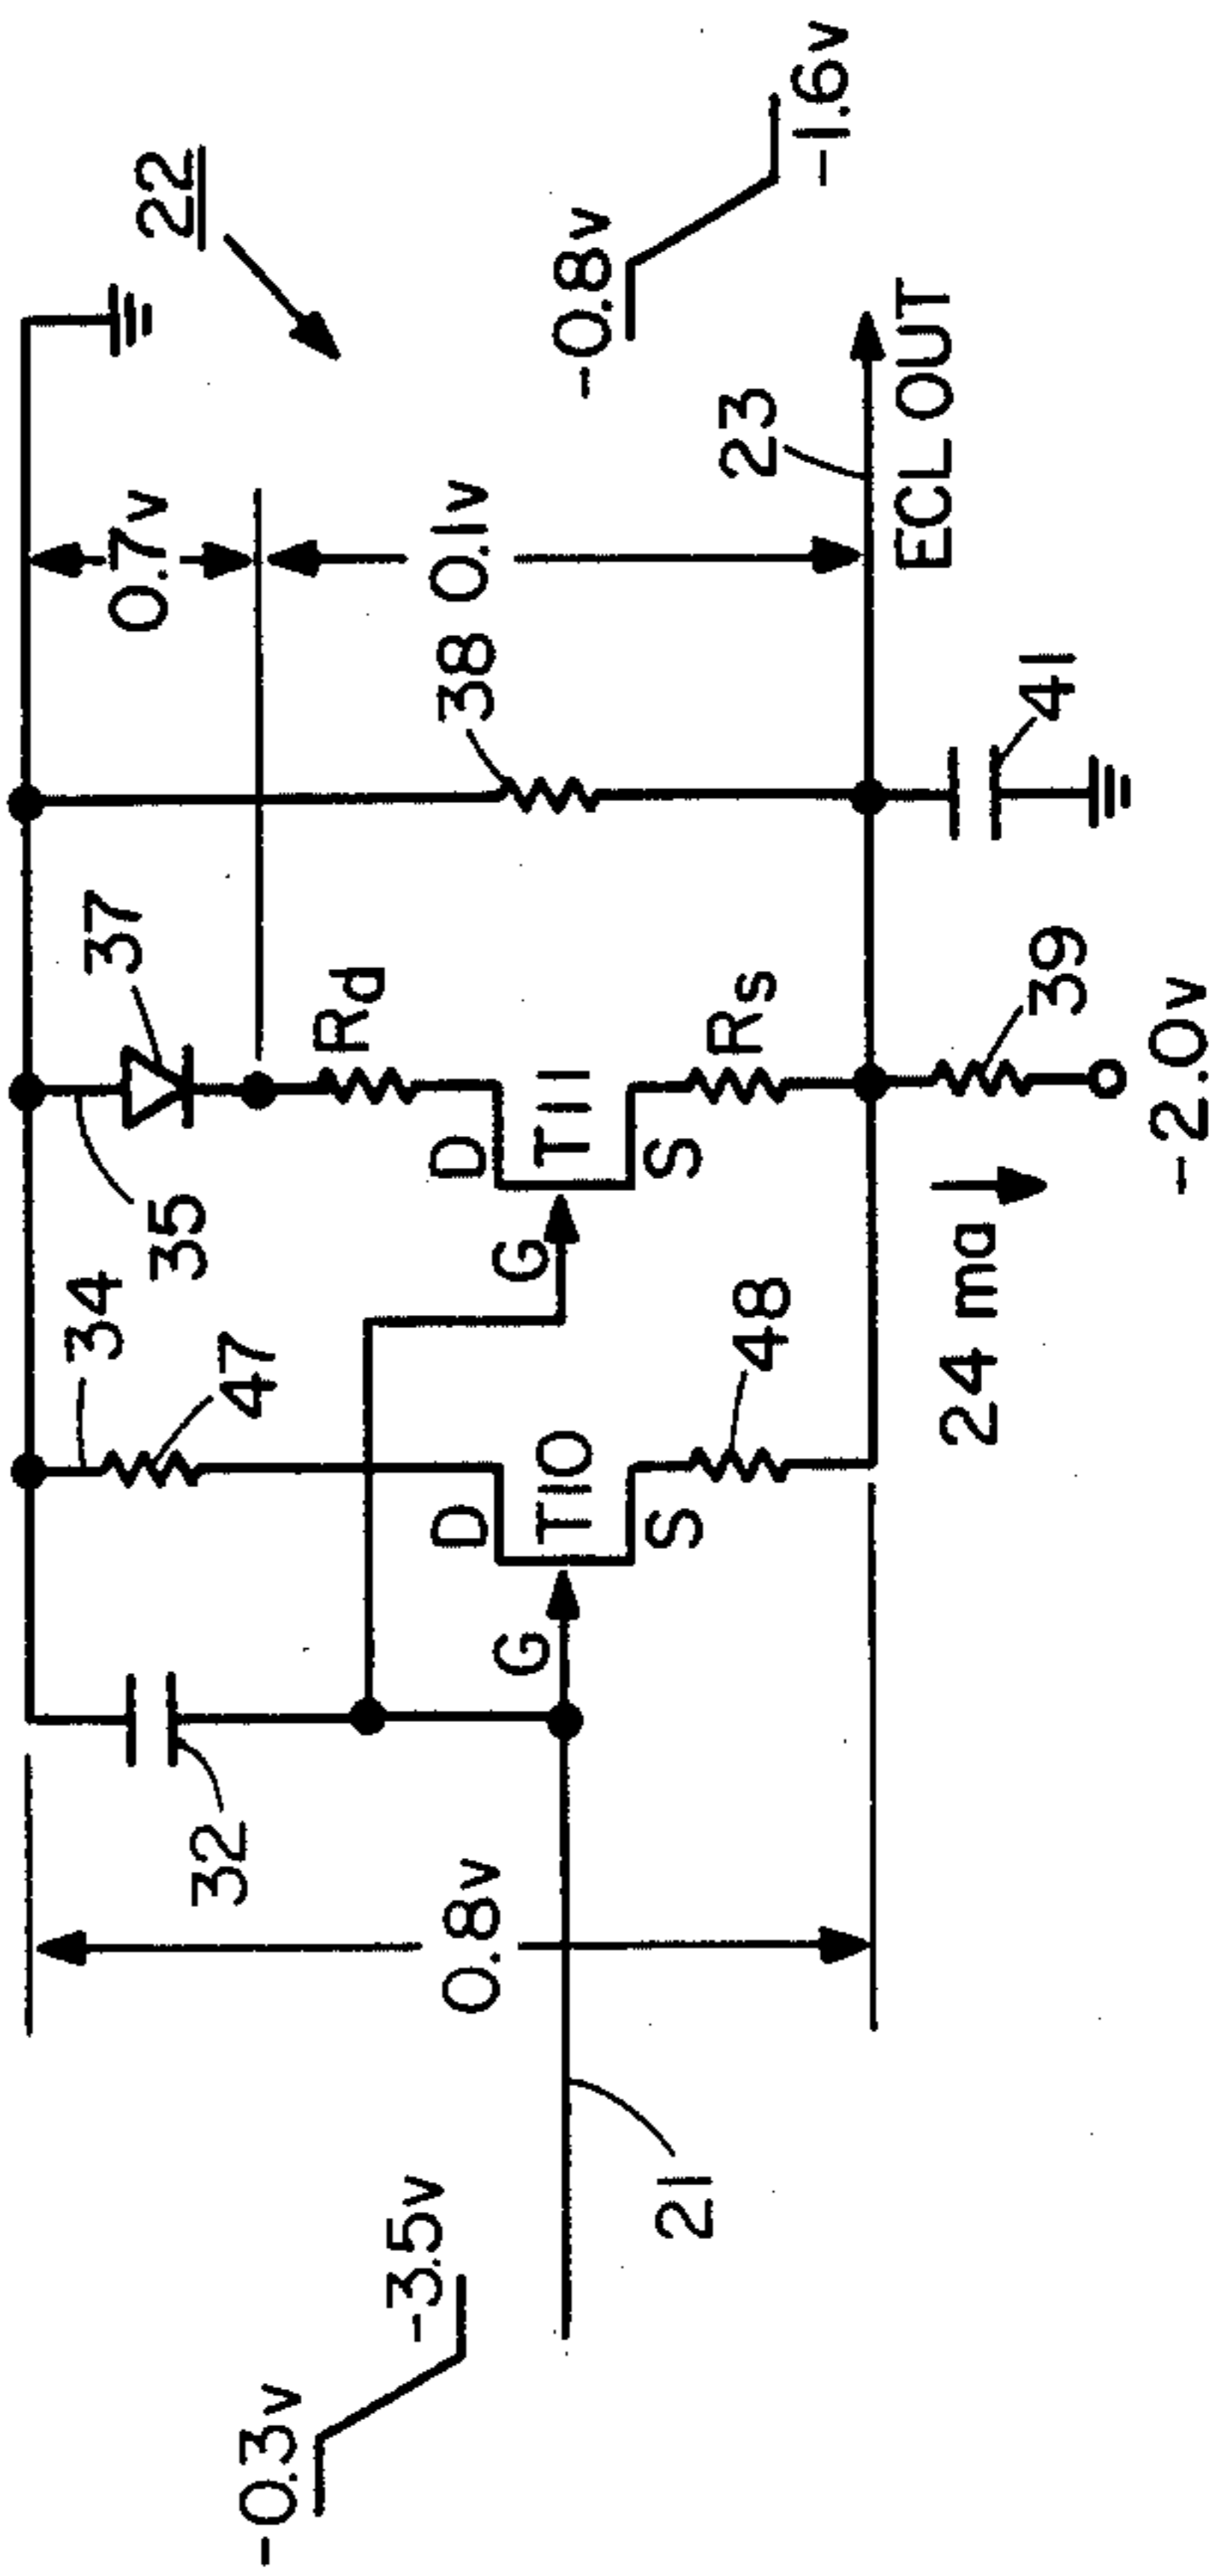 22
0.7v
0.1v
0.8v
-0.3v
-3.5v
-0.8v
-1.6v
32
34
47
35
37
Rd
38
G
D
T10
S
48
G
D
T11
S
Rs
21
23
ECL OUT
24 ma
39
-2.0v
41